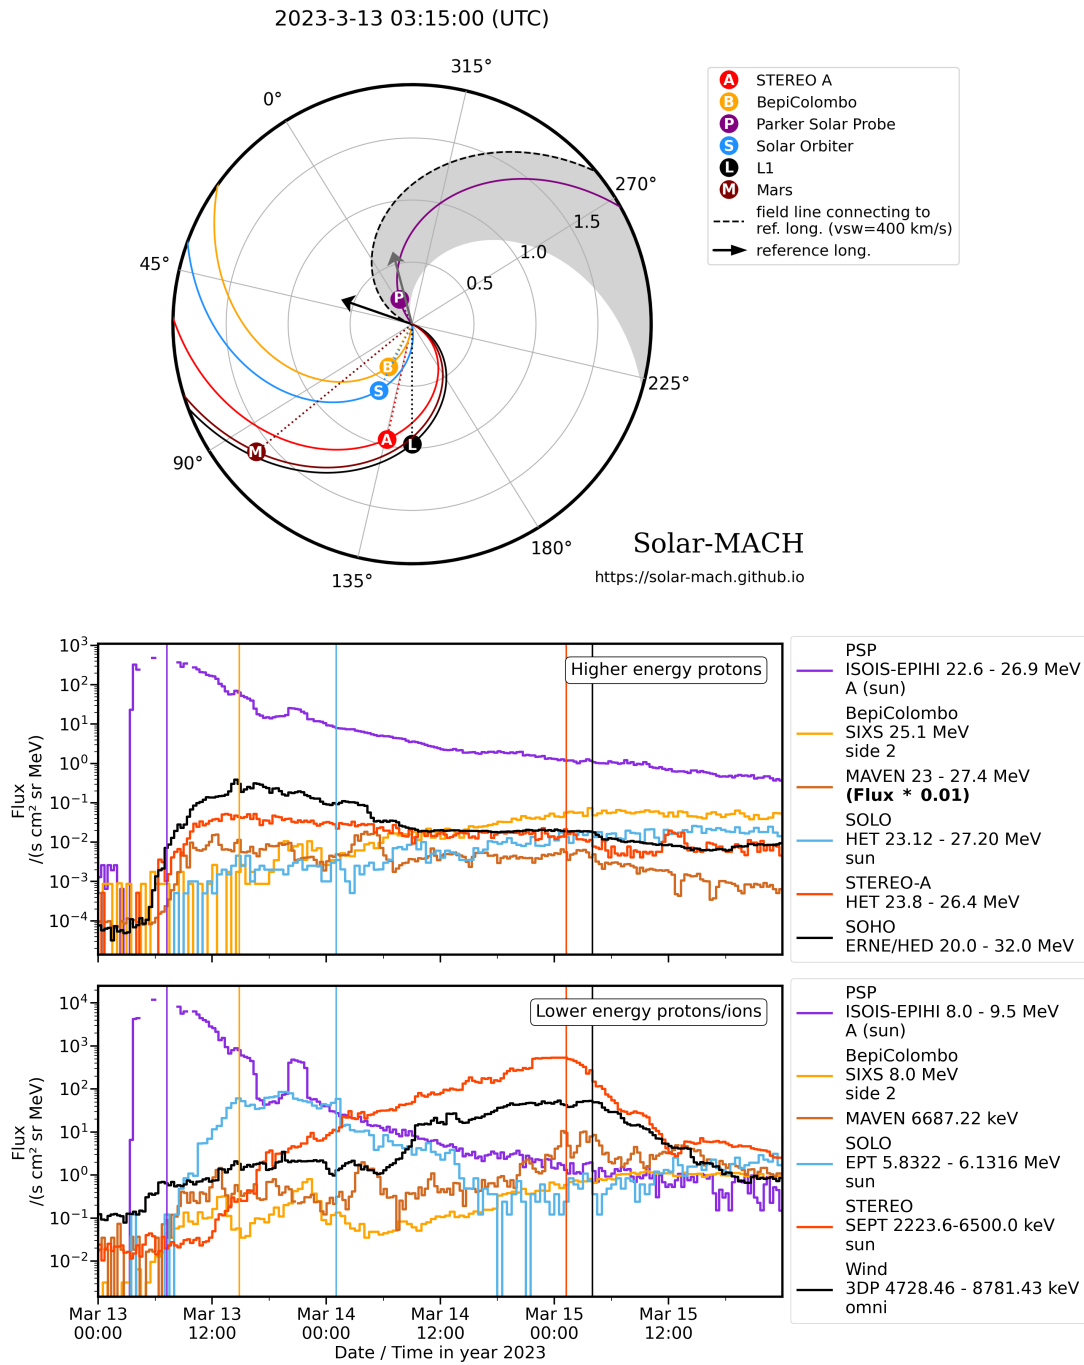 2023-3-13 03:15:00 (UTC)
315°
0°
270°
1.5
1.0
0.5
45°
225°
90°
180°
135°
P
B
S
A
L
M
A STEREO A
B BepiColombo
P Parker Solar Probe
S Solar Orbiter
L L1
M Mars
field line connecting to
ref. long. (vsw=400 km/s)
reference long.
Solar-MACH
https://solar-mach.github.io
Higher energy protons
10³
10²
10¹
10⁰
10⁻¹
10⁻²
10⁻³
10⁻⁴
Flux
/(s cm² sr MeV)
PSP
ISOIS-EPIHI 22.6 - 26.9 MeV
A (sun)
BepiColombo
SIXS 25.1 MeV
side 2
MAVEN 23 - 27.4 MeV
(Flux * 0.01)
SOLO
HET 23.12 - 27.20 MeV
sun
STEREO-A
HET 23.8 - 26.4 MeV
SOHO
ERNE/HED 20.0 - 32.0 MeV
Lower energy protons/ions
10⁴
10³
10²
10¹
10⁰
10⁻¹
10⁻²
Flux
/(s cm² sr MeV)
PSP
ISOIS-EPIHI 8.0 - 9.5 MeV
A (sun)
BepiColombo
SIXS 8.0 MeV
side 2
MAVEN 6687.22 keV
SOLO
EPT 5.8322 - 6.1316 MeV
sun
STEREO
SEPT 2223.6-6500.0 keV
sun
Wind
3DP 4728.46 - 8781.43 keV
omni
Mar 13 Mar 13 Mar 14 Mar 14 Mar 15 Mar 15
00:00 12:00 00:00 12:00 00:00 12:00
Date / Time in year 2023